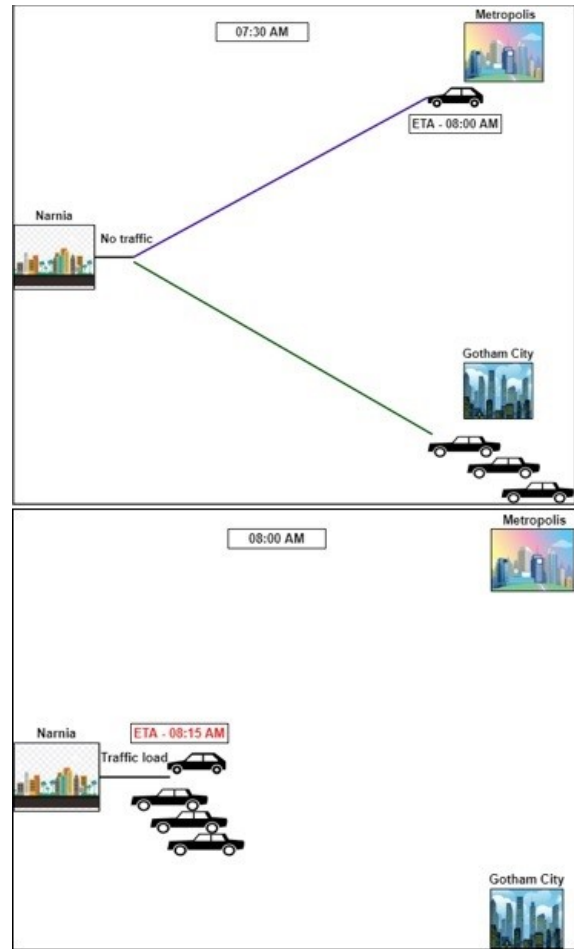 07:30 AM
Metropolis
ETA - 08:00 AM
Narnia
No traffic
Gotham City
08:00 AM
Metropolis
ETA - 08:15 AM
Narnia
Traffic load
Gotham City